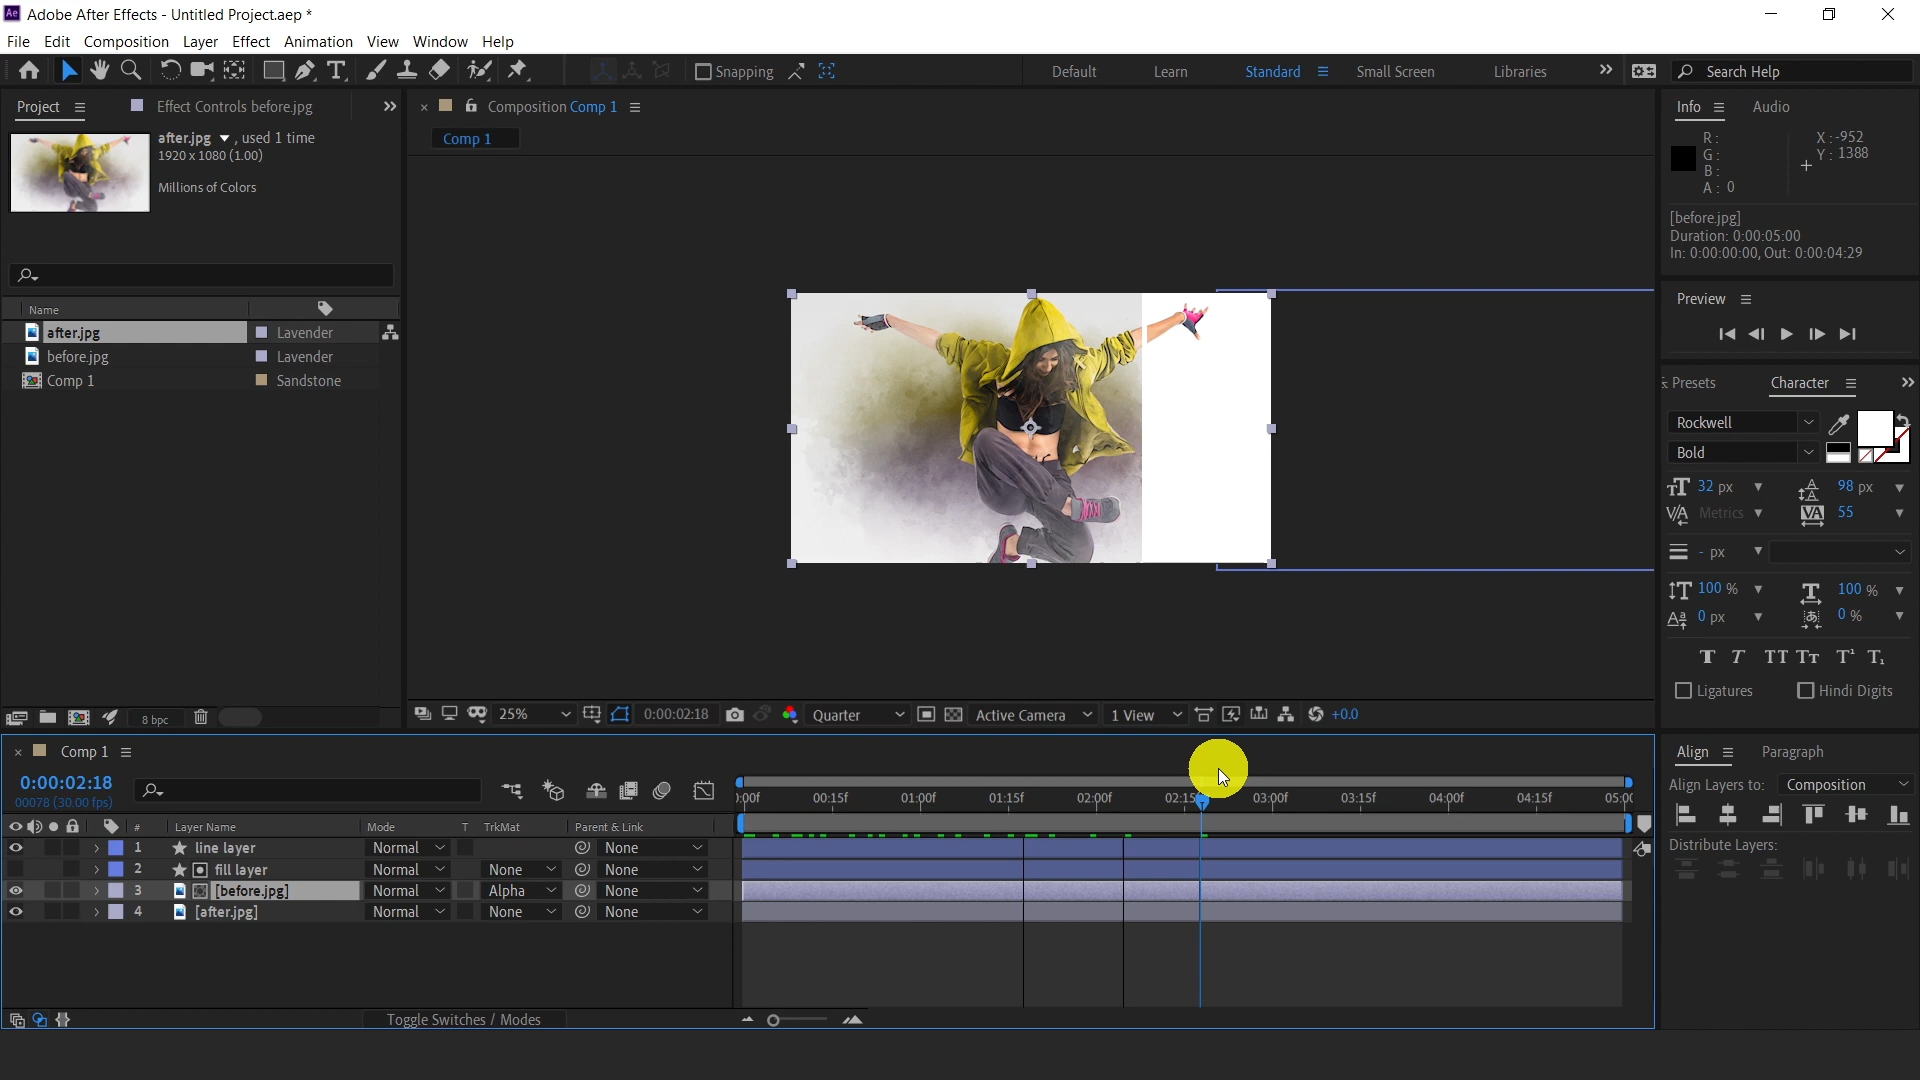 Adobe After Effects - Untitled Project.aep *
File Edit Composition Layer Effect Animation View Window Help
Snapping
Default Learn Standard Small Screen Libraries Search Help
Project Effect Controls before.jpg
Composition Comp 1
Info Audio
after.jpg , used 1 time
1920 x 1080 (1.00)
Millions of Colors
Comp 1
R :
G :
B :
A : 0
X : -952
Y : 1388
[before.jpg]
Duration: 0:00:05:00
In: 0:00:00:00, Out: 0:00:04:29
Preview
Name
after.jpg Lavender
before.jpg Lavender
Comp 1 Sandstone
Presets Character
Rockwell
Bold
32 px 98 px
Metrics 55
- px
100 % 100 %
0 px 0 %
Ligatures Hindi Digits
8 bpc
25% 0:00:02:18 Quarter Active Camera 1 View +0.0
Comp 1
0:00:02:18
00078 (30.00 fps)
00:15f 01:00f 01:15f 02:00f 03:00f 03:15f 04:00f 04:15f
# Layer Name Mode T TrkMat Parent & Link
1 line layer Normal None
2 fill layer Normal None None
3 [before.jpg] Normal Alpha None
4 [after.jpg] Normal None None
Toggle Switches / Modes
Align Paragraph
Align Layers to: Composition
Distribute Layers: